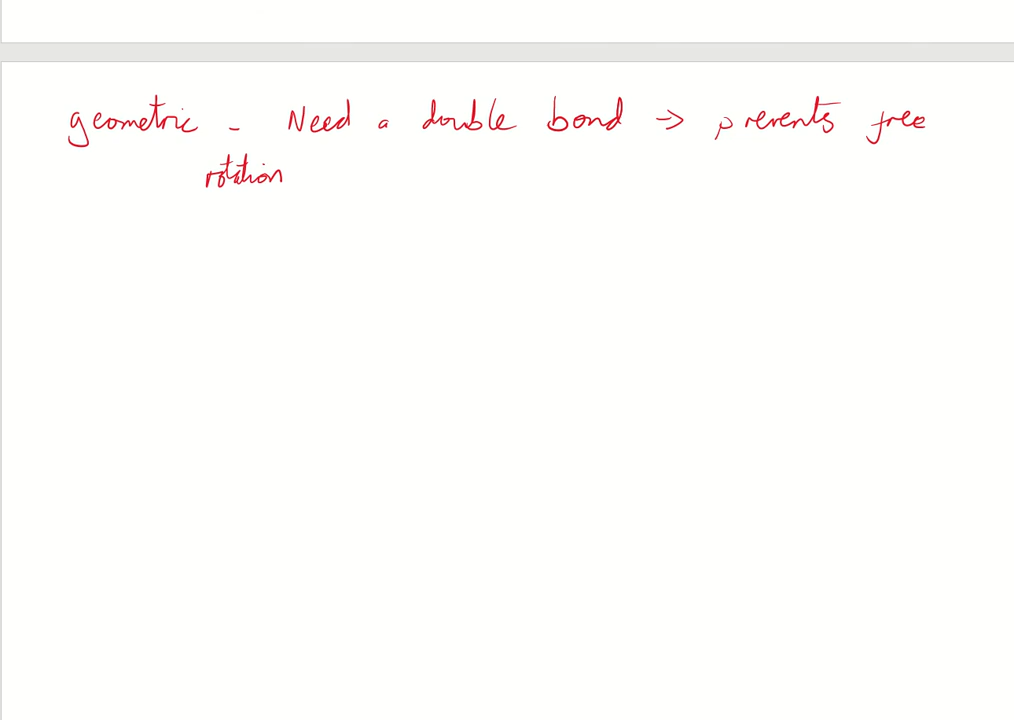 geometric - Need a double bond → prevents free
rotation